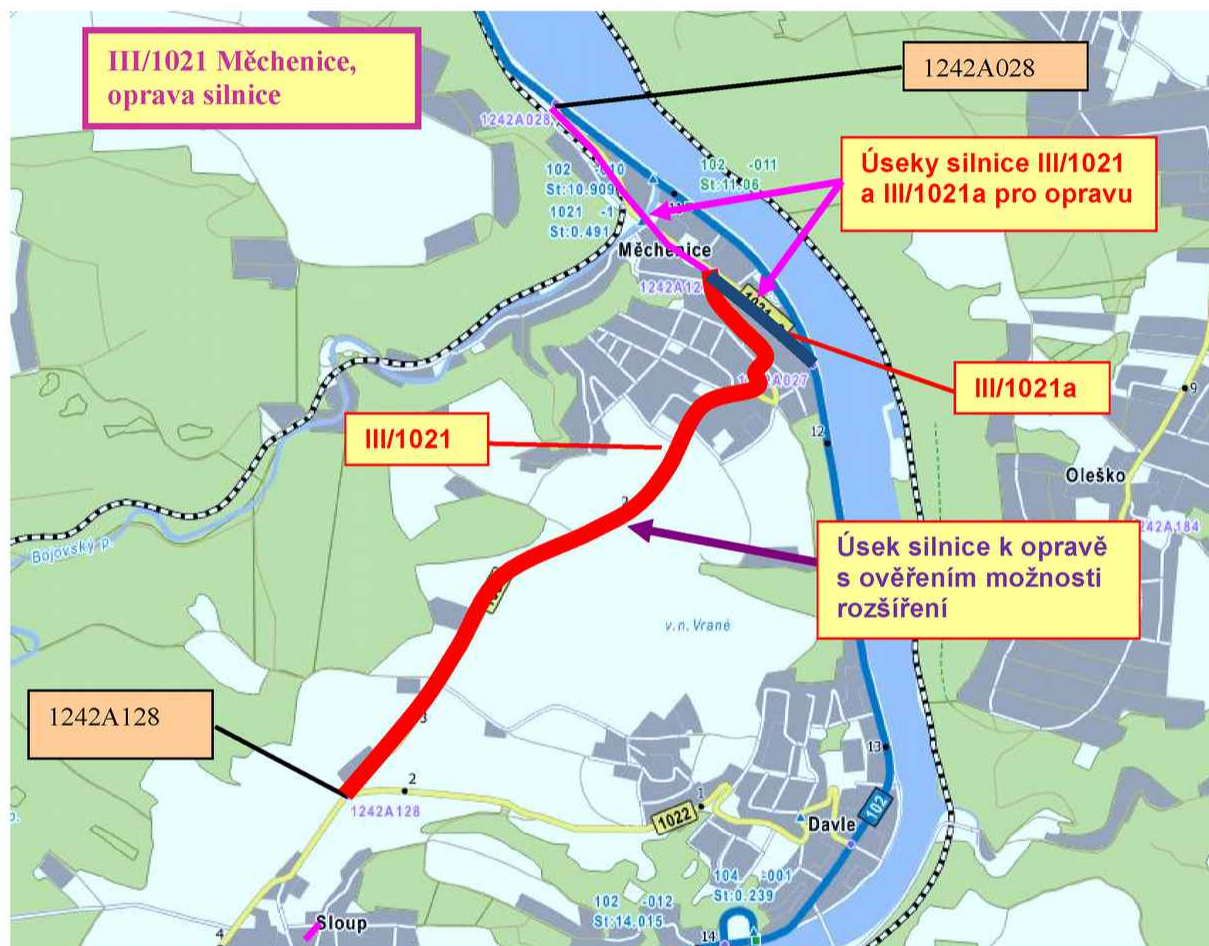 III/1021 Měchenice,
oprava silnice
1242A028
1242A028
Úseky silnice III/1021
a III/1021a pro opravu
102 -010
St:10.909
102 -011
St:11.06
1021 -1
St:0.491
Měchenice
1242A12
1021
III/1021a
III/1021
12
Oleško
9
1242A184
Bojovský p.
2
Úsek silnice k opravě
s ověřením možnosti
rozšíření
v.n. Vrané
1242A128
3
13
2
1242A128
1
1022
102
Davle
p.
104 -001
St:0.239
102 -012
St:14.015
Sloup
4
14